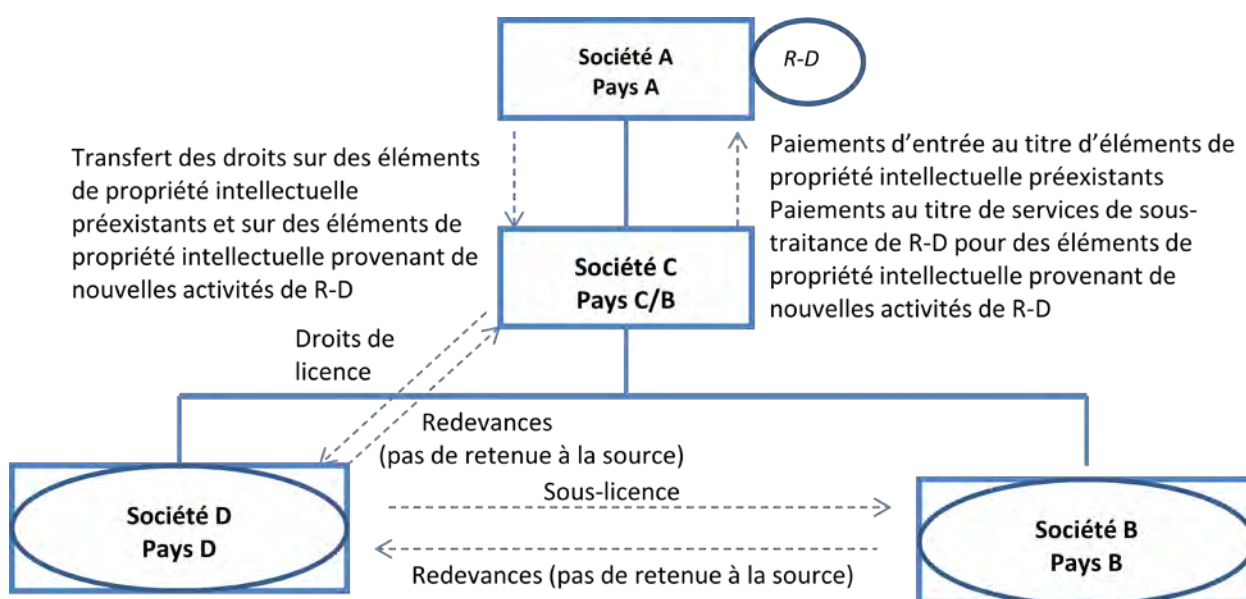 Société A
Pays A
R-D
Transfert des droits sur des éléments
de propriété intellectuelle
préexistants et sur des éléments de
propriété intellectuelle provenant de
nouvelles activités de R-D
Paiements d’entrée au titre d’éléments de
propriété intellectuelle préexistants
Paiements au titre de services de sous-
traitance de R-D pour des éléments de
propriété intellectuelle provenant de
nouvelles activités de R-D
Société C
Pays C/B
Droits de
licence
Redevances
(pas de retenue à la source)
Sous-licence
Société D
Pays D
Société B
Pays B
Redevances (pas de retenue à la source)